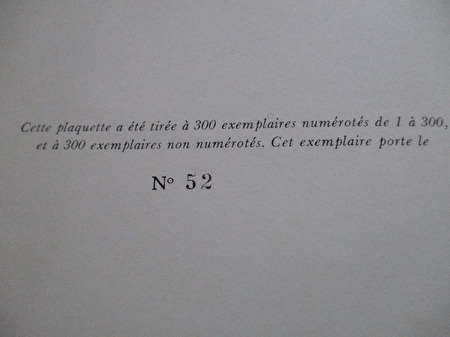 Cette plaquette a été tirée à 300 exemplaires numérotés de 1 à 300,
et à 300 exemplaires non numérotés. Cet exemplaire porte le
Nº 52